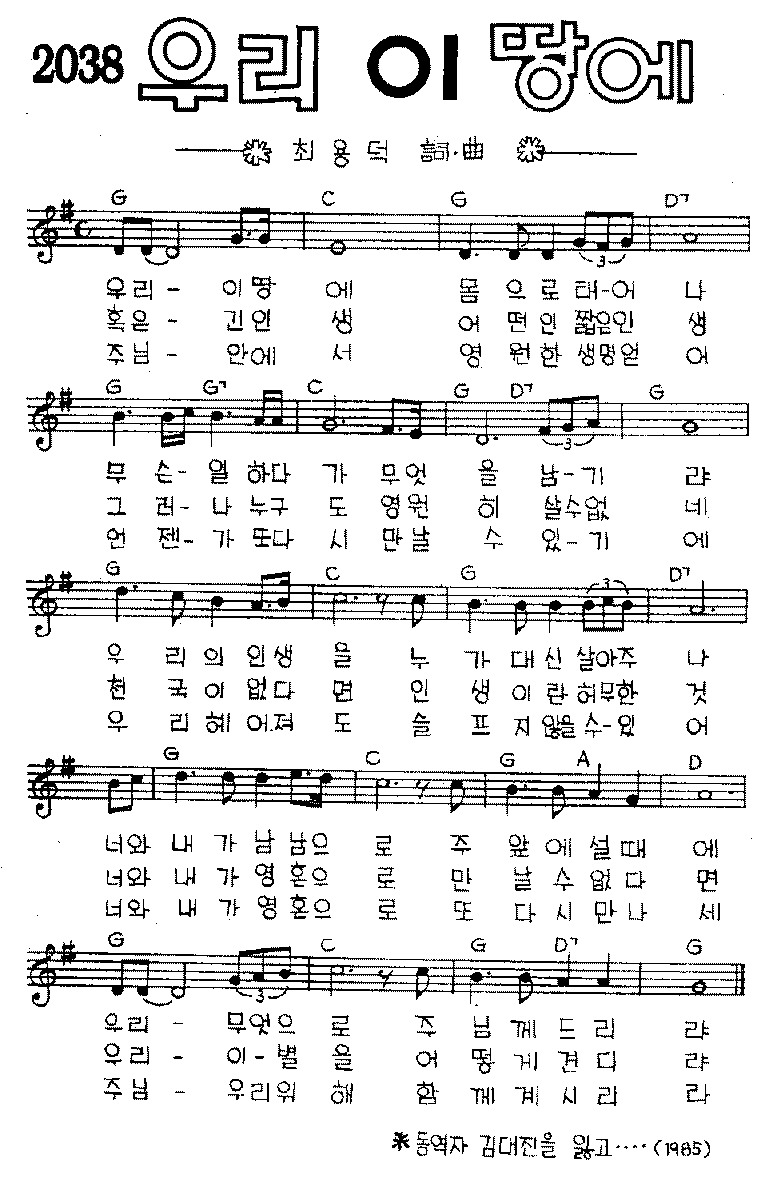 2038 우리 이 땅에
최용덕 詞·曲
G C G D7
우리- 이땅 에 몸 으로 태-어 나
혹은- 긴인 생 어 떤인 짧은인 생
주님- 안에 서 영 원한 생명얻 어
G G7 C G D7 G
무 슨- 일 하다 가 무엇 을 남-기 랴
그 러- 나 누구 도 영원 히 살수없 네
언 젠- 가 또다 시 만날 수 있-기 에
G C G D7
우 리의 인생 을 누 가 대신 살아주 나
천 국이 없다 면 인 생이란 허무한 것
우 리헤 어.져 도 슬 프 지 않을 수-있 어
G C G A D
너와 내 가 남 남으 로 주 앞에 설때 에
너와 내 가 영 혼으 로 만 날 수 없 다 면
너와 내 가 영 혼으 로 또 다 시 만 나 세
G C G D7 G
우리 - 무엇으 로 주 님 께 드 리 랴
우리 - 이-별 을 어 떻 게 견 디 랴
주님 - 우리위 해 함 께 계 시 리 라
* 동역자 김대진을 잃고····(1985)